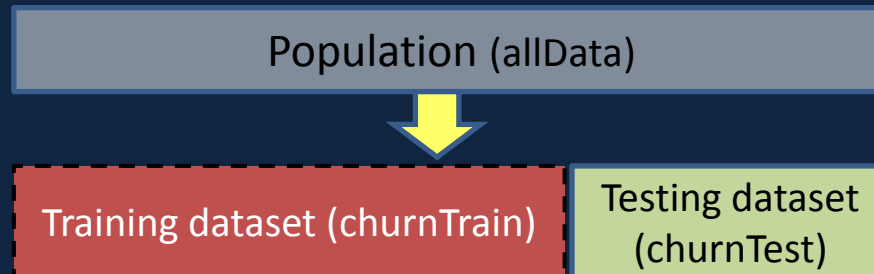 Population (allData)
Training dataset (churnTrain)
Testing dataset
(churnTest)